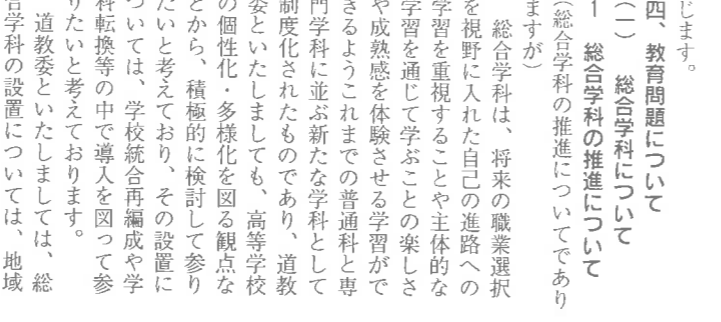 じます。
四、教育問題について
(一) 総合学科について
1 総合学科の推進について
(総合学科の推進についてであり
ますが)
総合学科は、将来の職業選択
を視野に入れた自己の進路への
学習を重視することや主体的な
学習を通じて学ぶことの楽しさ
や成熟感を体験させる学習がで
きるようこれまでの普通科と専
門学科に並ぶ新たな学科として
制度化されたものであり、道教
委といたしましても、高等学校
の個性化・多様化を図る観点な
どから、積極的に検討して参り
たいと考えており、その設置に
ついては、学校統合再編成や学
科転換等の中で導入を図って参
りたいと考えております。
道教委といたしましては、総
合学科の設置については、地域